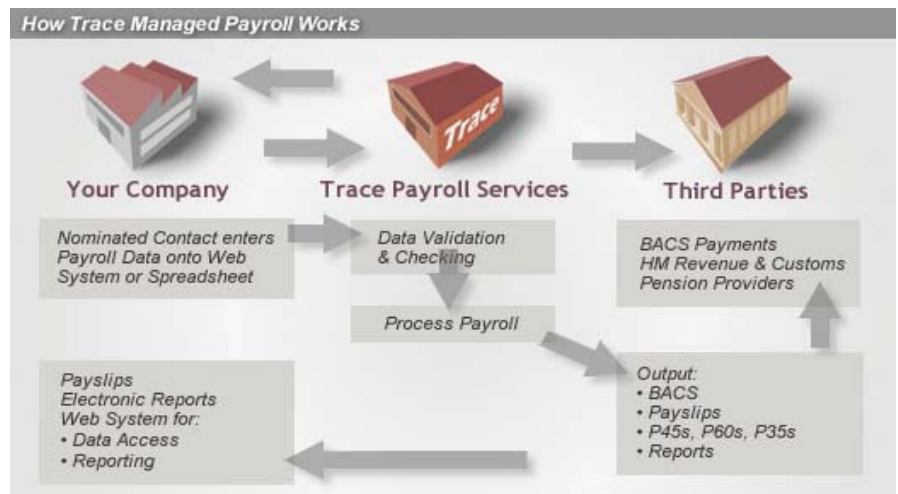 How Trace Managed Payroll Works
Trace
Your Company
Trace Payroll Services
Third Parties
Nominated Contact enters
Payroll Data onto Web
System or Spreadsheet
Data Validation
& Checking
Process Payroll
BACS Payments
HM Revenue & Customs
Pension Providers
Payslips
Electronic Reports
Web System for:
• Data Access
• Reporting
Output:
• BACS
• Payslips
• P45s, P60s, P35s
• Reports